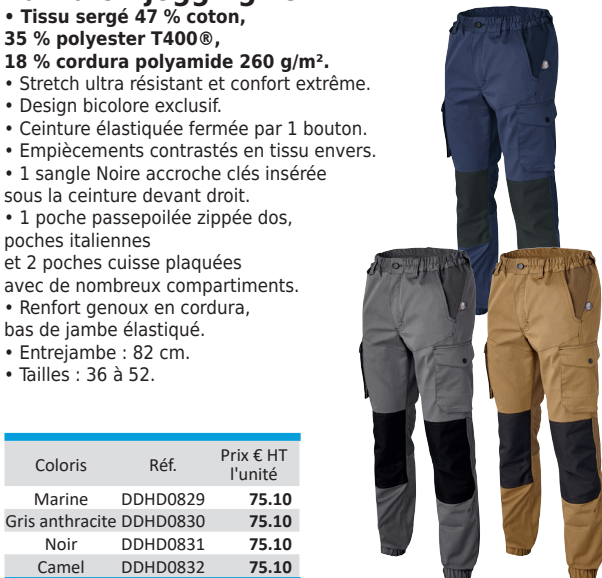 • Tissu sergé 47 % coton,
35 % polyester T400®,
18 % cordura polyamide 260 g/m².
• Stretch ultra résistant et confort extrême.
• Design bicolore exclusif.
• Ceinture élastiquée fermée par 1 bouton.
• Empiècements contrastés en tissu envers.
• 1 sangle Noire accroche clés insérée
sous la ceinture devant droit.
• 1 poche passepoilée zippée dos,
poches italiennes
et 2 poches cuisse plaquées
avec de nombreux compartiments.
• Renfort genoux en cordura,
bas de jambe élastiqué.
• Entrejambe : 82 cm.
• Tailles : 36 à 52.
Coloris Réf. Prix € HT
l'unité
Marine DDHD0829 75.10
Gris anthracite DDHD0830 75.10
Noir DDHD0831 75.10
Camel DDHD0832 75.10